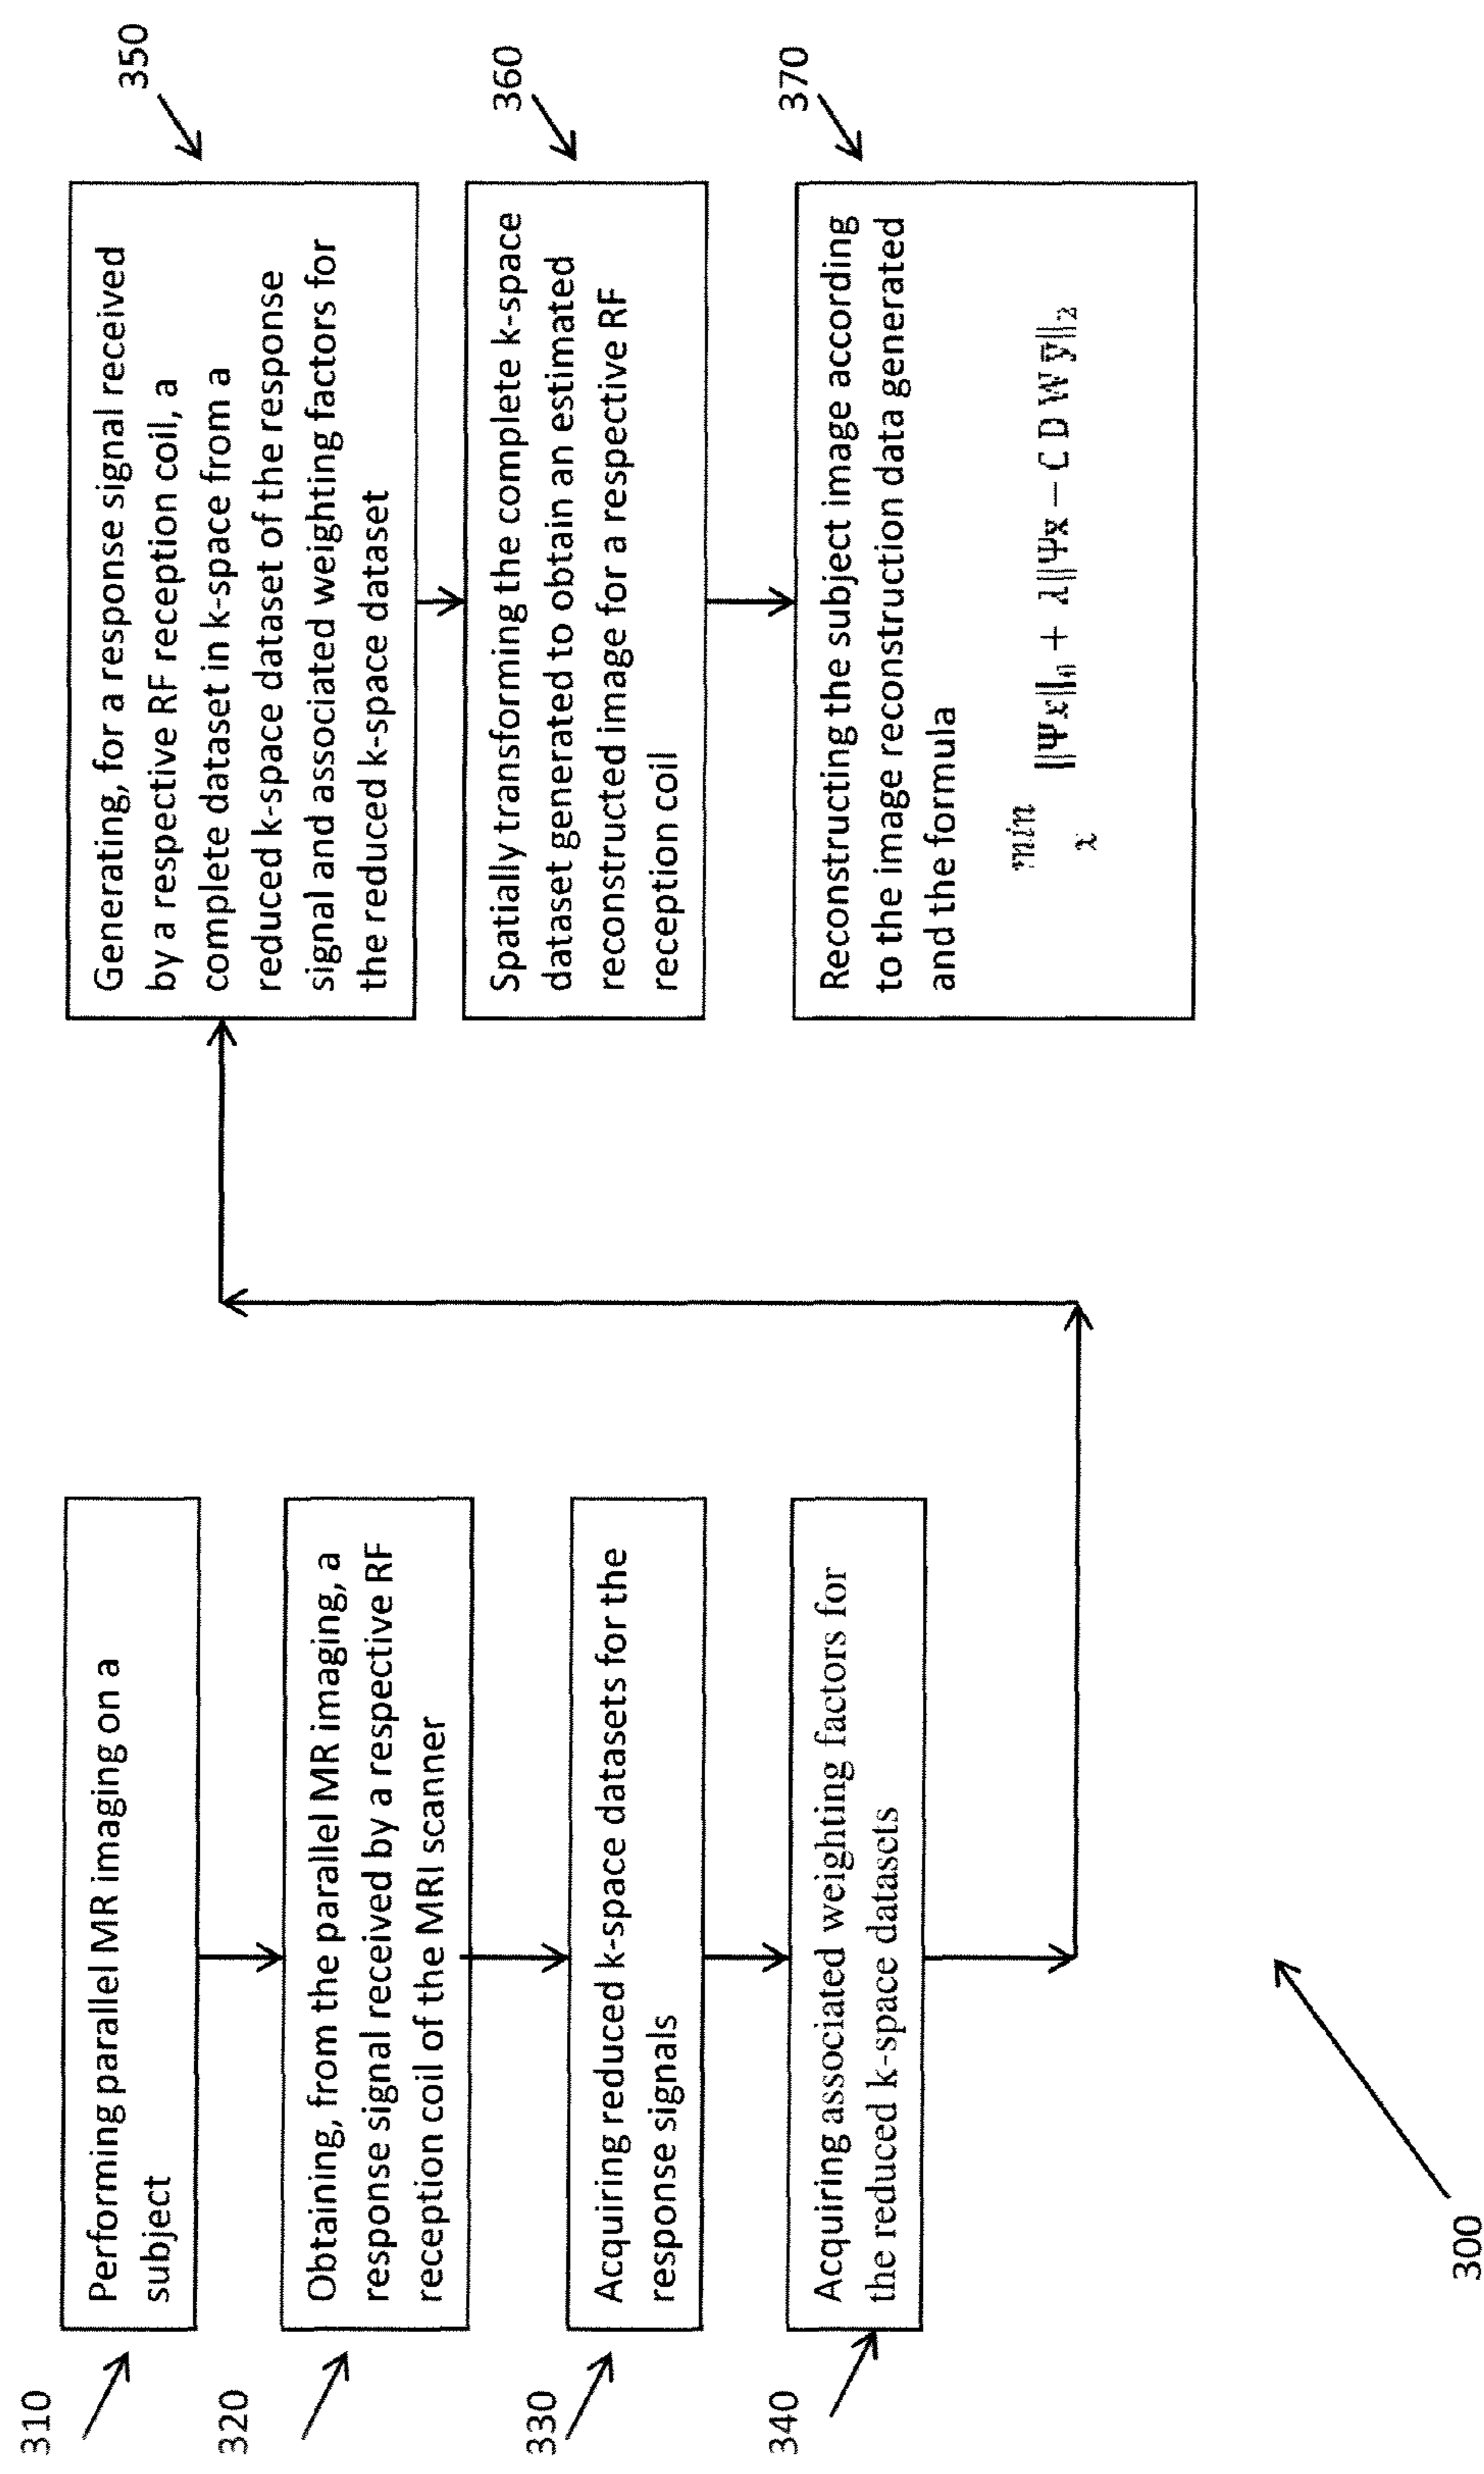 310
Performing parallel MR imaging on a
subject
320
Obtaining, from the parallel MR imaging, a
response signal received by a respective RF
reception coil of the MRI scanner
330
Acquiring reduced k-space datasets for the
response signals
340
Acquiring associated weighting factors for
the reduced k-space datasets
300
350
Generating, for a response signal received
by a respective RF reception coil, a
complete dataset in k-space from a
reduced k-space dataset of the response
signal and associated weighting factors for
the reduced k-space dataset
360
Spatially transforming the complete k-space
dataset generated to obtain an estimated
reconstructed image for a respective RF
reception coil
370
Reconstructing the subject image according
to the image reconstruction data generated
and the formula
min
x
‖Ψx‖ + λ‖Ψx − C D W y̅‖₂